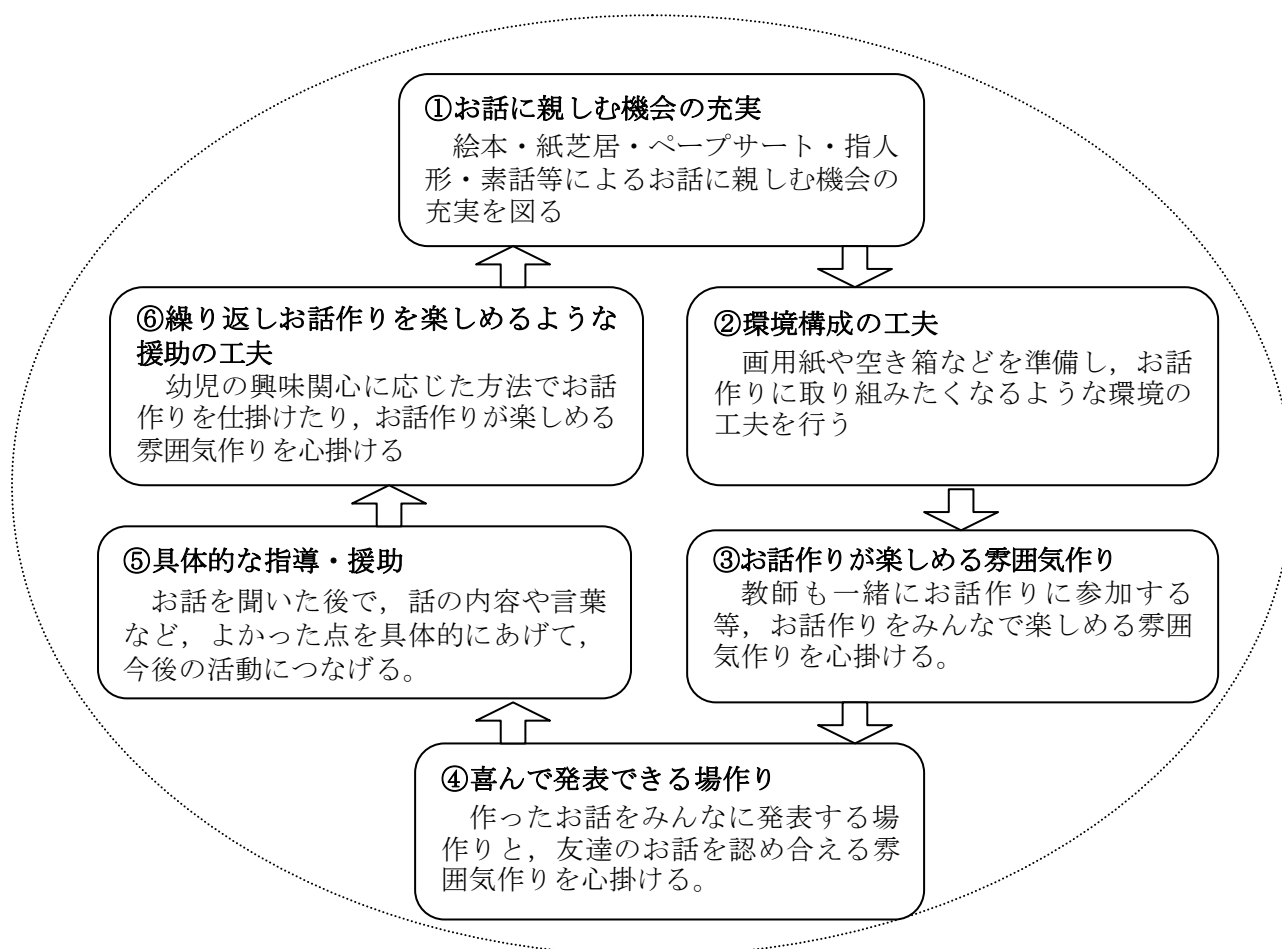 ①お話に親しむ機会の充実
絵本・紙芝居・ペープサート・指人
形・素話等によるお話に親しむ機会の
充実を図る
②環境構成の工夫
画用紙や空き箱などを準備し，お話
作りに取り組みたくなるような環境の
工夫を行う
③お話作りが楽しめる雰囲気作り
教師も一緒にお話作りに参加する
等，お話作りをみんなで楽しめる雰囲
気作りを心掛ける。
④喜んで発表できる場作り
作ったお話をみんなに発表する場
作りと，友達のお話を認め合える雰
囲気作りを心掛ける。
⑤具体的な指導・援助
お話を聞いた後で，話の内容や言葉
など，よかった点を具体的にあげて，
今後の活動につなげる。
⑥繰り返しお話作りを楽しめるような
援助の工夫
幼児の興味関心に応じた方法でお話
作りを仕掛けたり，お話作りが楽しめる
雰囲気作りを心掛ける